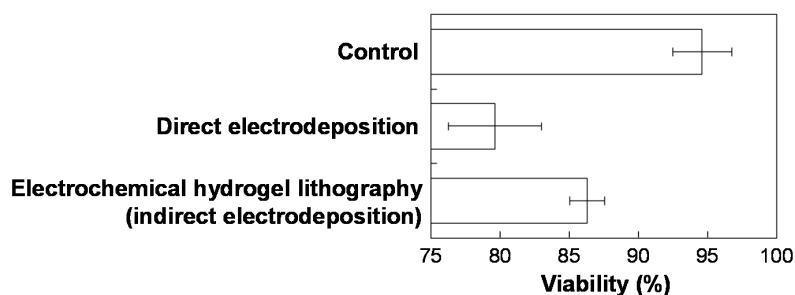 Control
Direct electrodeposition
Electrochemical hydrogel lithography
(indirect electrodeposition)
75 80 85 90 95 100
Viability (%)